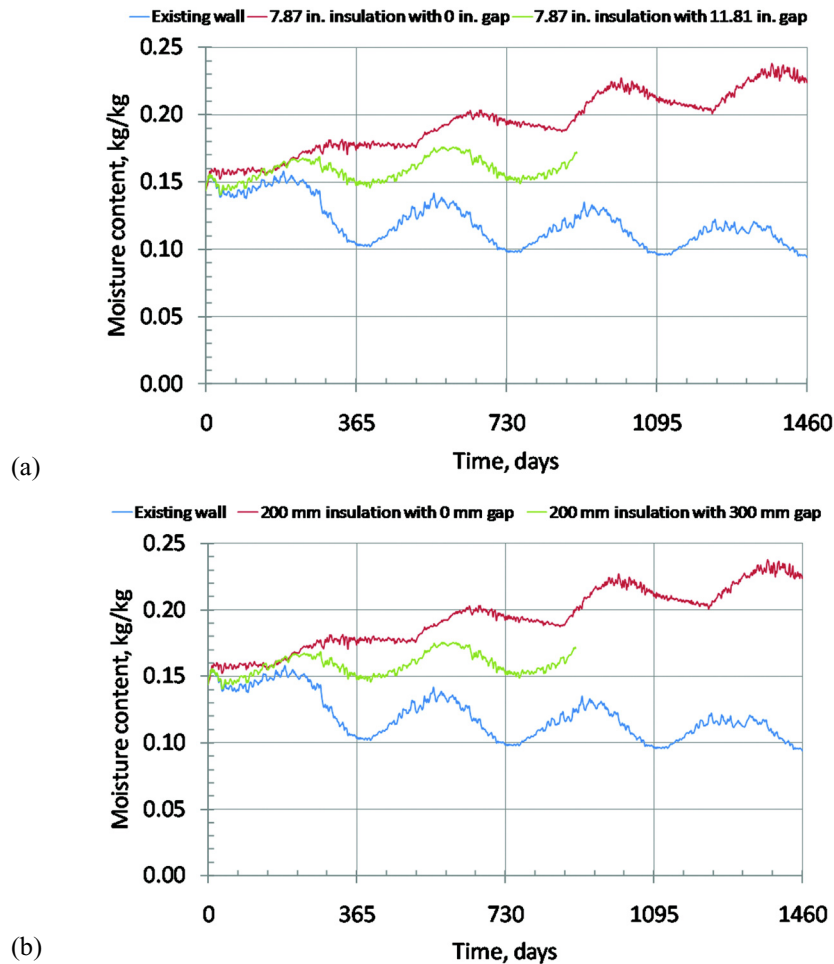 Existing wall 7.87 in. insulation with 0 in. gap 7.87 in. insulation with 11.81 in. gap
0.25
0.20
0.15
0.10
0.05
0.00
Moisture content, kg/kg
0 365 730 1095 1460
Time, days
(a)
Existing wall 200 mm insulation with 0 mm gap 200 mm insulation with 300 mm gap
0.25
0.20
0.15
0.10
0.05
0.00
Moisture content, kg/kg
0 365 730 1095 1460
Time, days
(b)